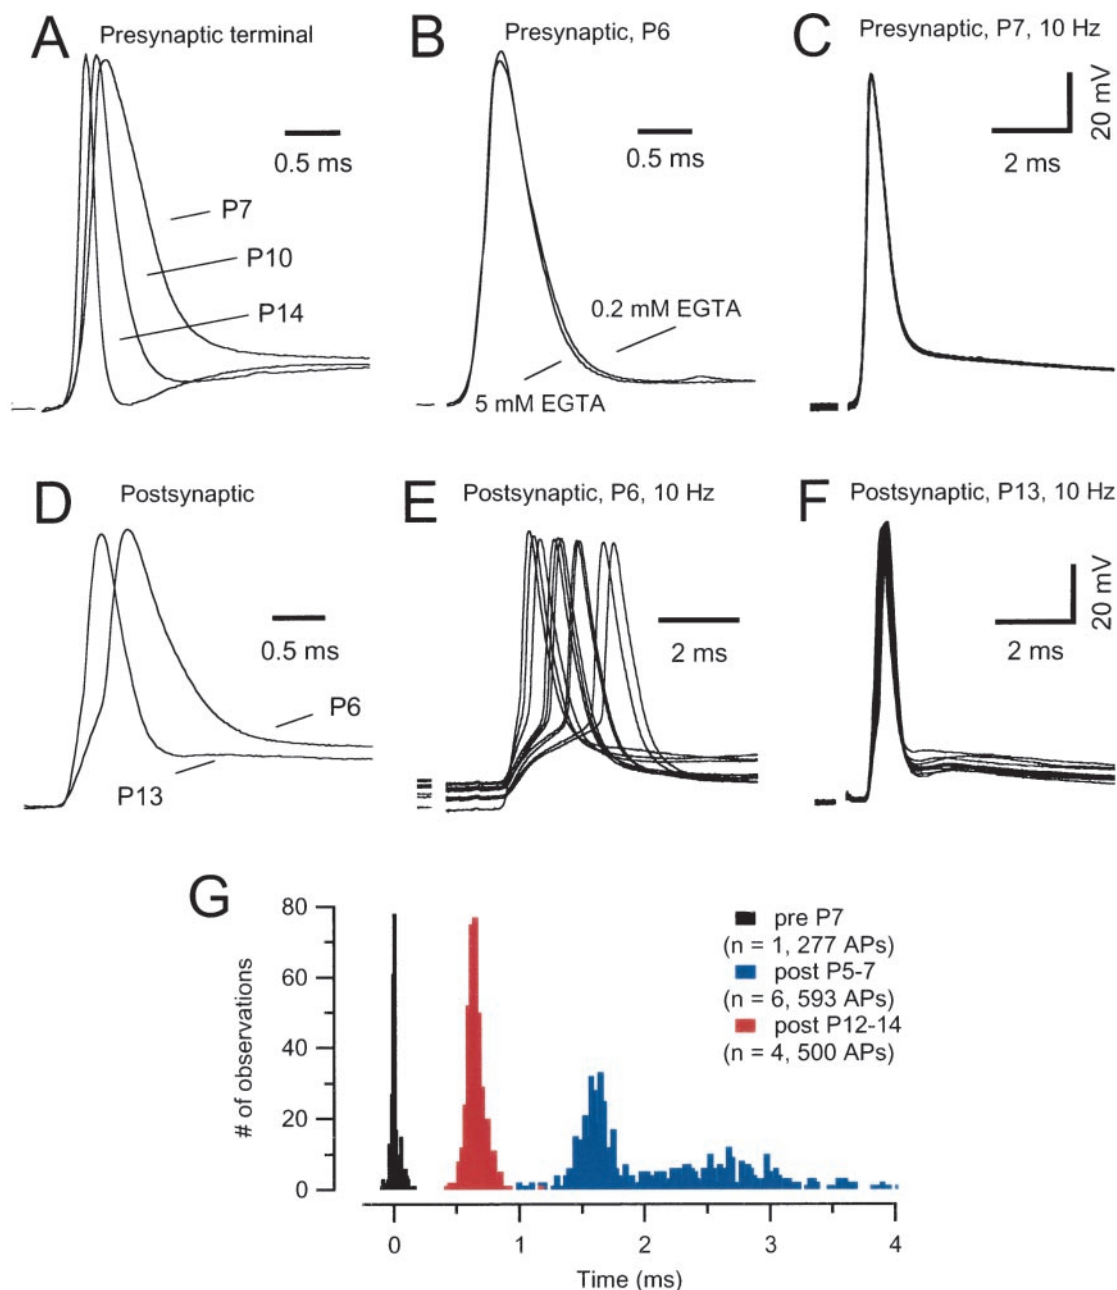 A
Presynaptic terminal
0.5 ms
P7
P10
P14
B
Presynaptic, P6
0.5 ms
0.2 mM EGTA
5 mM EGTA
C
Presynaptic, P7, 10 Hz
20 mV
2 ms
D
Postsynaptic
0.5 ms
P6
P13
E
Postsynaptic, P6, 10 Hz
2 ms
F
Postsynaptic, P13, 10 Hz
20 mV
2 ms
G
# of observations
80
60
40
20
0
pre P7
(n = 1, 277 APs)
post P5-7
(n = 6, 593 APs)
post P12-14
(n = 4, 500 APs)
0 1 2 3 4
Time (ms)